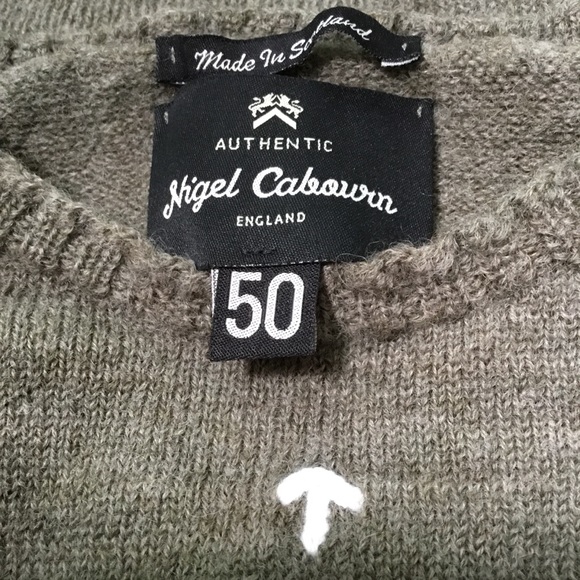 Made In Scotland
AUTHENTIC
Nigel Cabourn
ENGLAND
50